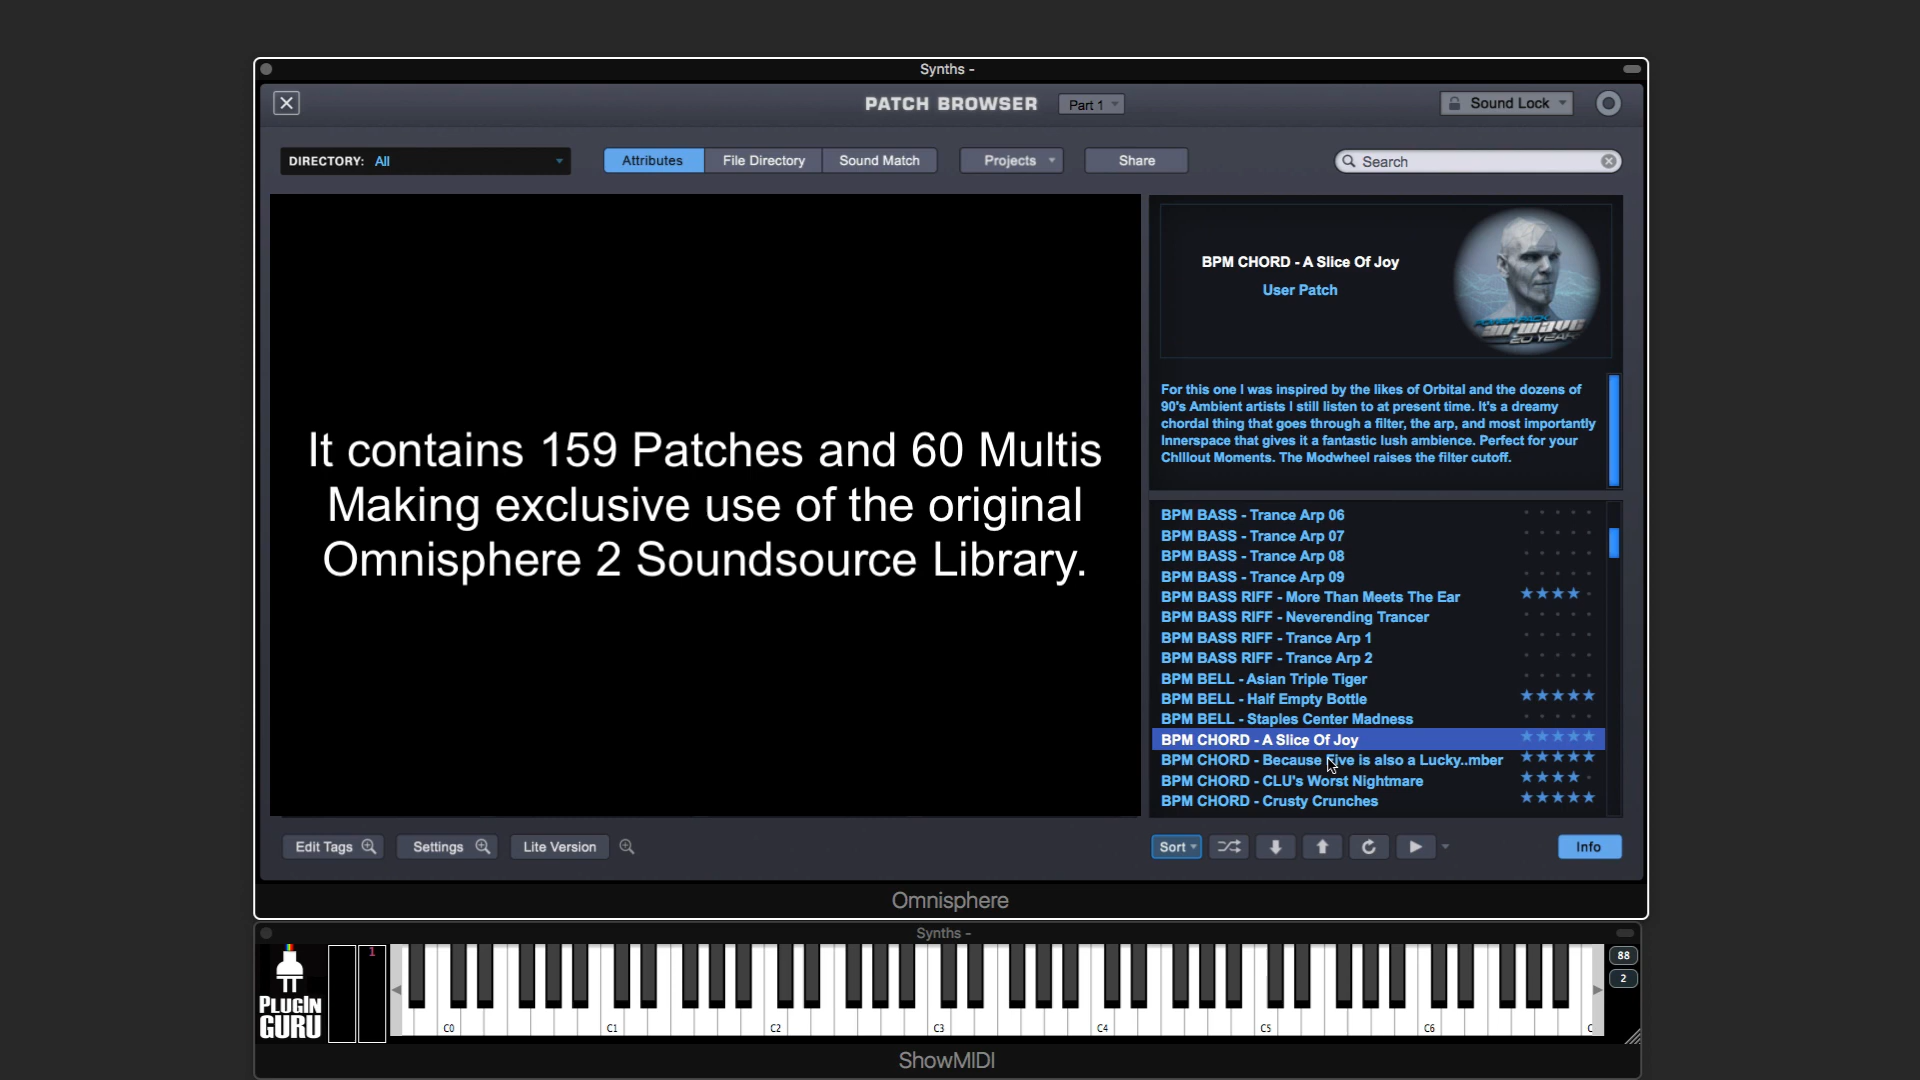 Synths -
PATCH BROWSER
Part 1
Sound Lock
DIRECTORY: All
Attributes
File Directory
Sound Match
Projects
Share
Search
It contains 159 Patches and 60 Multis
Making exclusive use of the original
Omnisphere 2 Soundsource Library.
BPM CHORD - A Slice Of Joy
User Patch
POWER PACK
airwave
20 YEAR
For this one I was inspired by the likes of Orbital and the dozens of
90's Ambient artists I still listen to at present time. It's a dreamy
chordal thing that goes through a filter, the arp, and most importantly
Innerspace that gives it a fantastic lush ambience. Perfect for your
Chillout Moments. The Modwheel raises the filter cutoff.
BPM BASS - Trance Arp 06
BPM BASS - Trance Arp 07
BPM BASS - Trance Arp 08
BPM BASS - Trance Arp 09
BPM BASS RIFF - More Than Meets The Ear
BPM BASS RIFF - Neverending Trancer
BPM BASS RIFF - Trance Arp 1
BPM BASS RIFF - Trance Arp 2
BPM BELL - Asian Triple Tiger
BPM BELL - Half Empty Bottle
BPM BELL - Staples Center Madness
BPM CHORD - A Slice Of Joy
BPM CHORD - Because Five is also a Lucky..mber
BPM CHORD - CLU's Worst Nightmare
BPM CHORD - Crusty Crunches
Edit Tags
Settings
Lite Version
Sort
Info
Omnisphere
Synths -
PLUGIN
GURU
1
C0
C1
C2
C3
C4
C5
C6
C
88
2
ShowMIDI